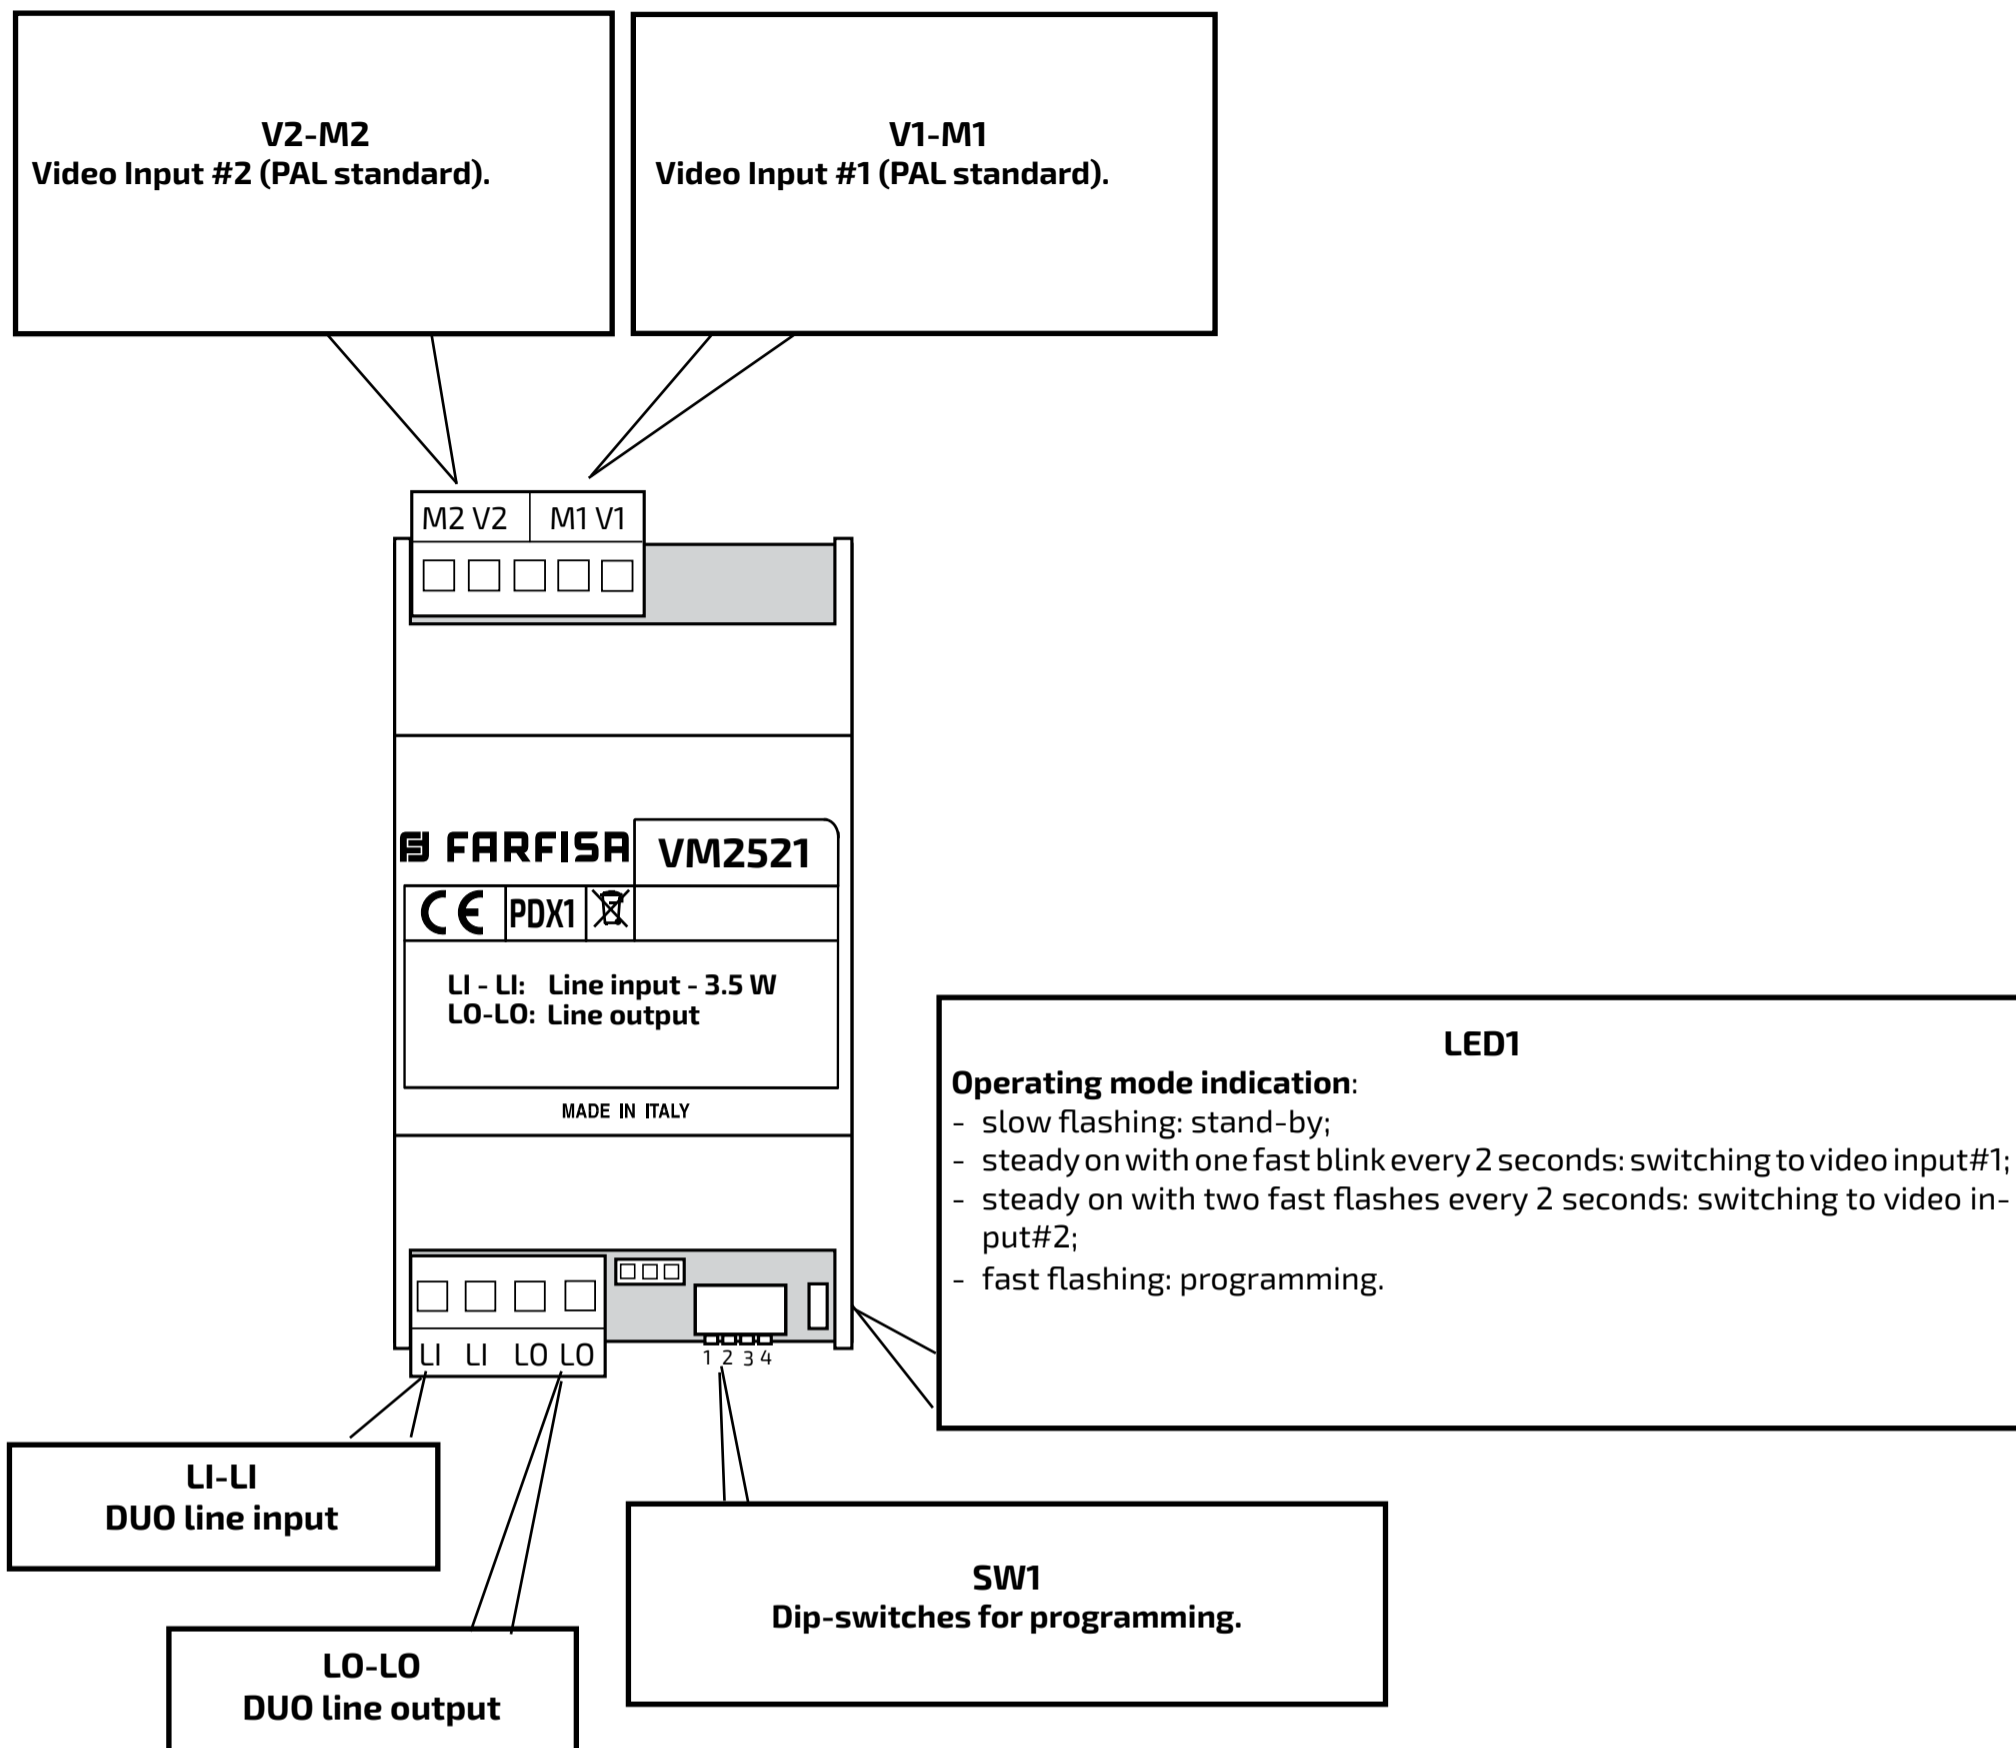 V2-M2
Video Input #2 (PAL standard).
V1-M1
Video Input #1 (PAL standard).
M2 V2 M1 V1
FARFISA
VM2521
CE PDX1
LI - LI: Line input - 3.5 W
LO-LO: Line output
MADE IN ITALY
LED1
Operating mode indication:
- slow flashing: stand-by;
- steady on with one fast blink every 2 seconds: switching to video input#1;
- steady on with two fast flashes every 2 seconds: switching to video in-
put#2;
- fast flashing: programming.
LI LI LO LO
1 2 3 4
LI-LI
DUO line input
SW1
Dip-switches for programming.
LO-LO
DUO line output